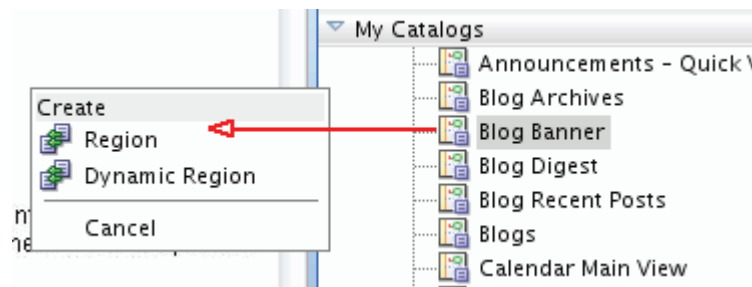 My Catalogs
Announcements - Quick
Blog Archives
Blog Banner
Blog Digest
Blog Recent Posts
Blogs
Calendar Main View
Create
Region
Dynamic Region
Cancel